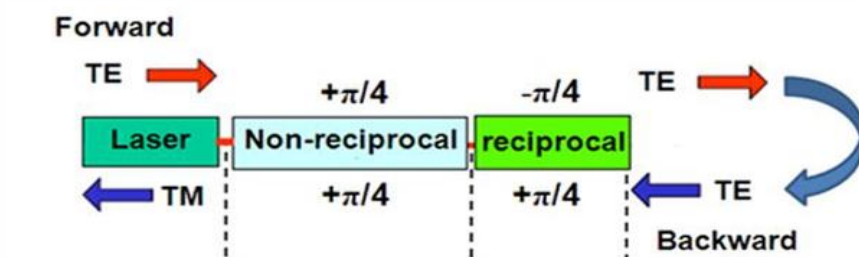 Forward
TE
+π/4
-π/4
TE
Laser
Non-reciprocal
reciprocal
TM
+π/4
+π/4
TE
Backward